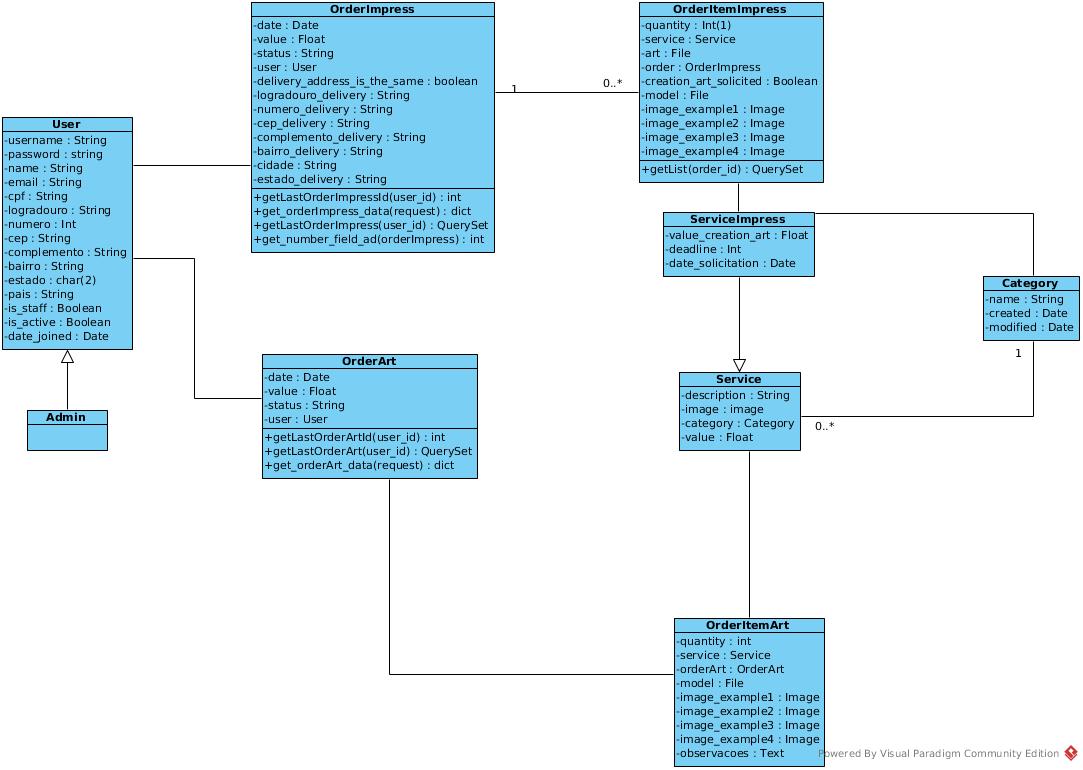 OrderImpress
-date : Date
-value : Float
-status : String
-user : User
-delivery_address_is_the_same : boolean
-logradouro_delivery : String
-numero_delivery : String
-cep_delivery : String
-complemento_delivery : String
-bairro_delivery : String
-cidade : String
-estado_delivery : String
+getLastOrderImpressId(user_id) : int
+get_orderImpress_data(request) : dict
+getLastOrderImpress(user_id) : QuerySet
+get_number_field_ad(orderImpress) : int
1
0..*
OrderItemImpress
-quantity : Int(1)
-service : Service
-art : File
-order : OrderImpress
-creation_art_solicited : Boolean
-model : File
-image_example1 : Image
-image_example2 : Image
-image_example3 : Image
-image_example4 : Image
+getList(order_id) : QuerySet
User
-username : String
-password : string
-name : String
-email : String
-cpf : String
-logradouro : String
-numero : Int
-cep : String
-complemento : String
-bairro : String
-estado : char(2)
-pais : String
-is_staff : Boolean
-is_active : Boolean
-date_joined : Date
ServiceImpress
-value_creation_art : Float
-deadline : Int
-date_solicitation : Date
Category
-name : String
-created : Date
-modified : Date
1
OrderArt
-date : Date
-value : Float
-status : String
-user : User
+getLastOrderArtId(user_id) : int
+getLastOrderArt(user_id) : QuerySet
+get_orderArt_data(request) : dict
Service
-description : String
-image : image
-category : Category
-value : Float
0..*
Admin
OrderItemArt
-quantity : int
-service : Service
-orderArt : OrderArt
-model : File
-image_example1 : Image
-image_example2 : Image
-image_example3 : Image
-image_example4 : Image
-observacoes : Text
Powered By Visual Paradigm Community Edition